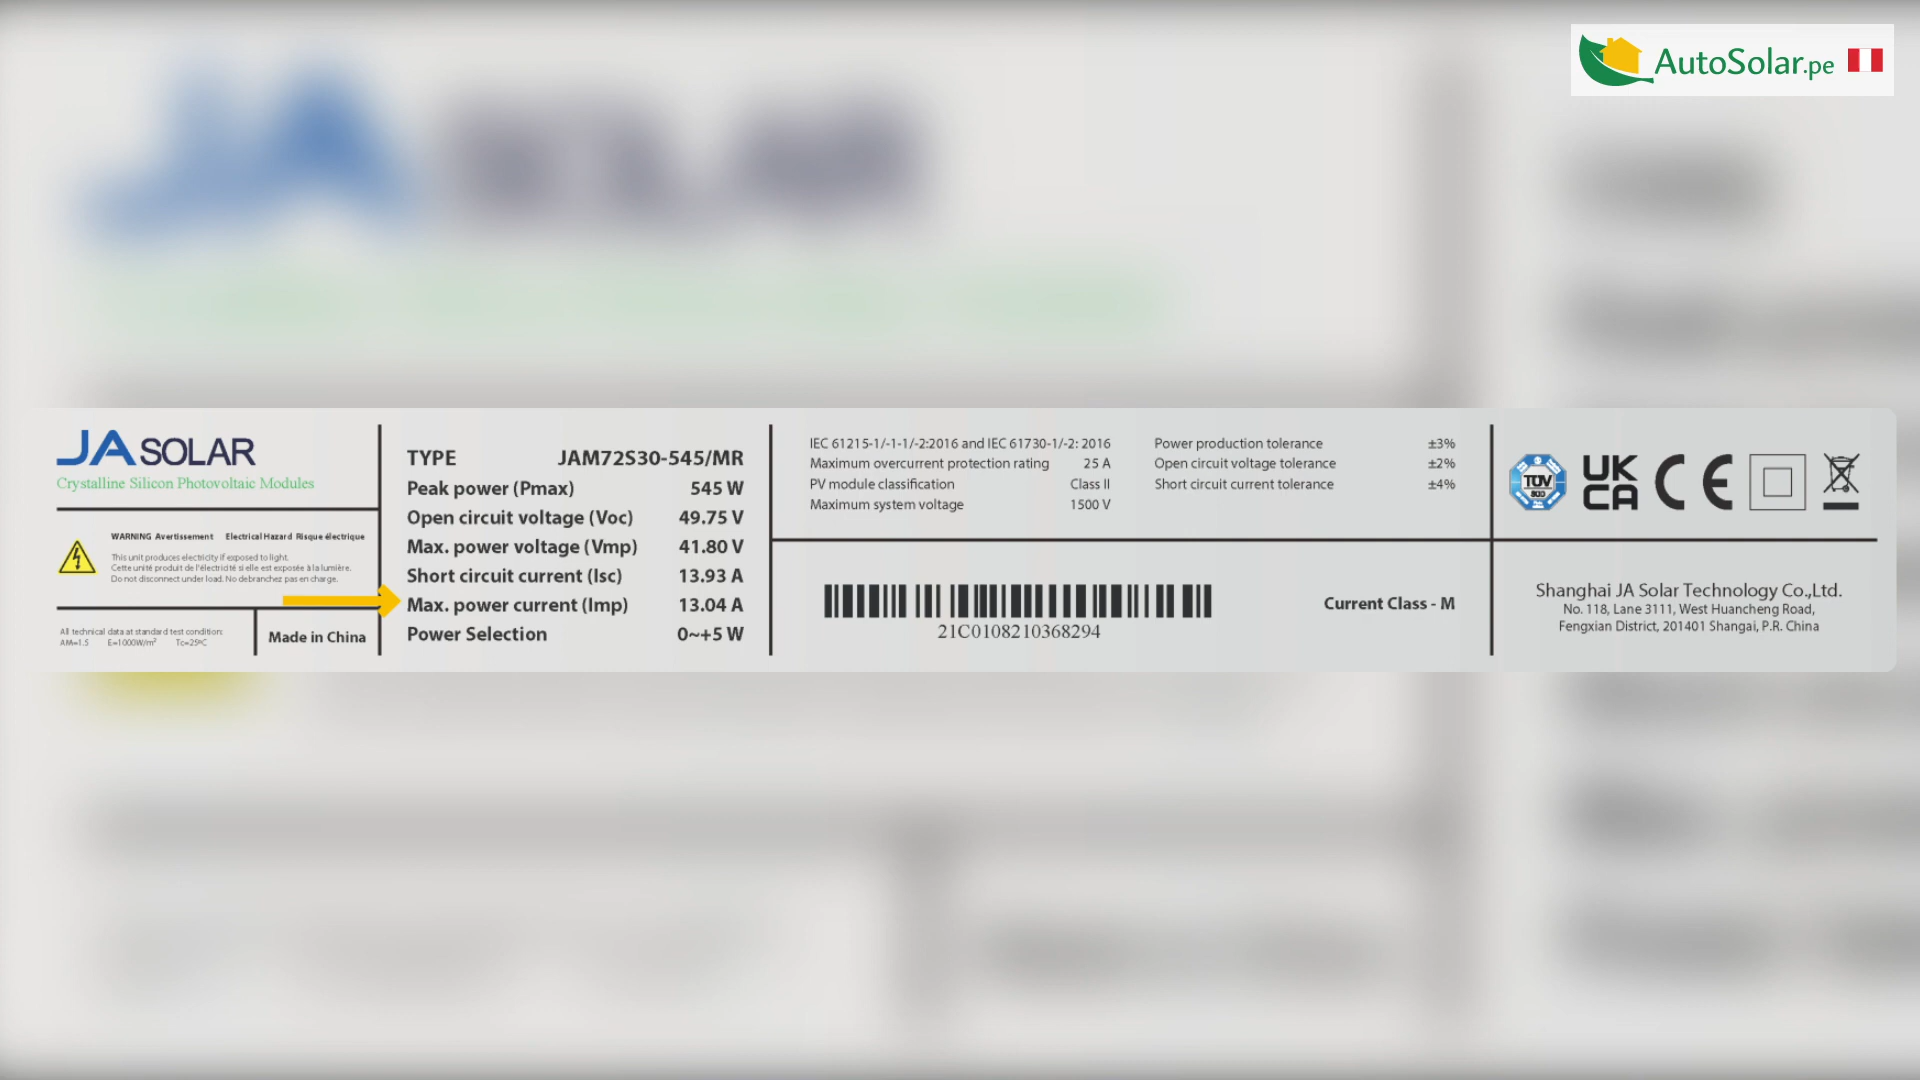 AutoSolar.pe
JA SOLAR
Crystalline Silicon Photovoltaic Modules
WARNING Avertissement Electrical Hazard Risque électrique
This unit produces electricity if exposed to light.
Cette unité produit de l'électricité si elle est exposée à la lumière.
Do not disconnect under load. No debranchez pas en charge.
All technical data at standard test condition:
AM=1.5 E=1000W/m² Tc=25ºC
Made in China
TYPE JAM72S30-545/MR
Peak power (Pmax) 545 W
Open circuit voltage (Voc) 49.75 V
Max. power voltage (Vmp) 41.80 V
Short circuit current (Isc) 13.93 A
Max. power current (Imp) 13.04 A
Power Selection 0~+5 W
IEC 61215-1/-1-1/-2:2016 and IEC 61730-1/-2: 2016
Maximum overcurrent protection rating 25 A
PV module classification Class II
Maximum system voltage 1500 V
Power production tolerance ±3%
Open circuit voltage tolerance ±2%
Short circuit current tolerance ±4%
21C0108210368294
Current Class - M
TÜV
SÜD
UK
CA
CE
Shanghai JA Solar Technology Co.,Ltd.
No. 118, Lane 3111, West Huancheng Road,
Fengxian District, 201401 Shangai, P.R. China